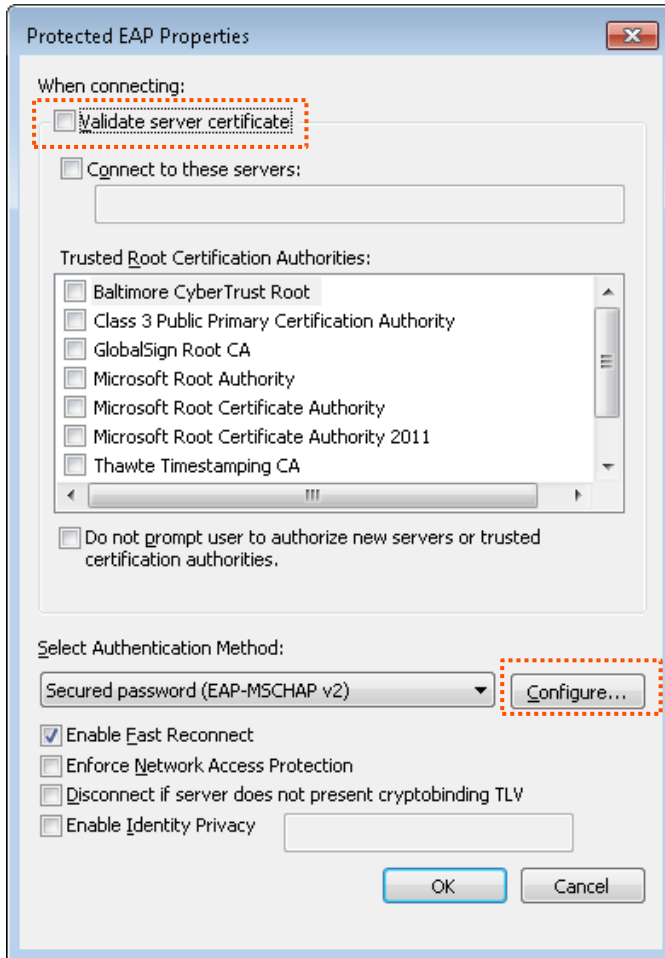 Protected EAP Properties
When connecting:
Validate server certificate
Connect to these servers:
Trusted Root Certification Authorities:
Baltimore CyberTrust Root
Class 3 Public Primary Certification Authority
GlobalSign Root CA
Microsoft Root Authority
Microsoft Root Certificate Authority
Microsoft Root Certificate Authority 2011
Thawte Timestamping CA
Do not prompt user to authorize new servers or trusted
certification authorities.
Select Authentication Method:
Secured password (EAP-MSCHAP v2)
Configure...
Enable Fast Reconnect
Enforce Network Access Protection
Disconnect if server does not present cryptobinding TLV
Enable Identity Privacy
OK
Cancel